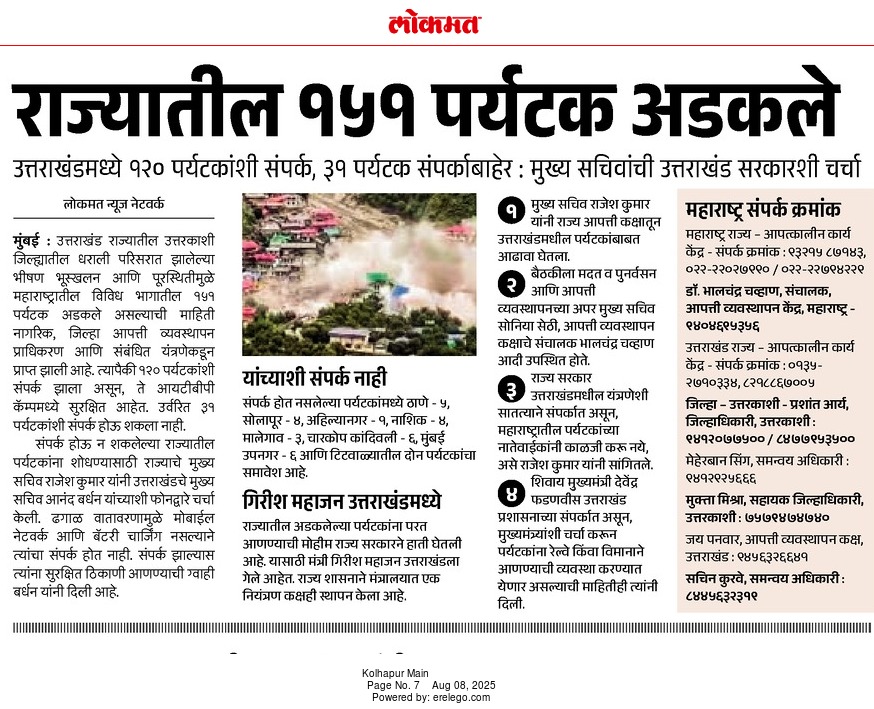 लोकमत
राज्यातील १५१ पर्यटक अडकले
उत्तराखंडमध्ये १२० पर्यटकांशी संपर्क, ३१ पर्यटक संपर्काबाहेर : मुख्य सचिवांची उत्तराखंड सरकारशी चर्चा
लोकमत न्यूज नेटवर्क
मुंबई : उत्तराखंड राज्यातील उत्तरकाशी
जिल्ह्यातील धराली परिसरात झालेल्या
भीषण भूस्खलन आणि पूरस्थितीमुळे
महाराष्ट्रातील विविध भागातील १५१
पर्यटक अडकले असल्याची माहिती
नागरिक, जिल्हा आपत्ती व्यवस्थापन
प्राधिकरण आणि संबंधित यंत्रणेकडून
प्राप्त झाली आहे. त्यापैकी १२० पर्यटकांशी
संपर्क झाला असून, ते आयटीबीपी
कॅम्पमध्ये सुरक्षित आहेत. उर्वरित ३१
पर्यटकांशी संपर्क होऊ शकला नाही.
संपर्क होऊ न शकलेल्या राज्यातील
पर्यटकांना शोधण्यासाठी राज्याचे मुख्य
सचिव राजेश कुमार यांनी उत्तराखंडचे मुख्य
सचिव आनंद बर्धन यांच्याशी फोनद्वारे चर्चा
केली. ढगाळ वातावरणामुळे मोबाईल
नेटवर्क आणि बॅटरी चार्जिंग नसल्याने
त्यांचा संपर्क होत नाही. संपर्क झाल्यास
त्यांना सुरक्षित ठिकाणी आणण्याची ग्वाही
बर्धन यांनी दिली आहे.
यांच्याशी संपर्क नाही
संपर्क होत नसलेल्या पर्यटकांमध्ये ठाणे - ५,
सोलापूर - ४, अहिल्यानगर - १, नाशिक - ४,
मालेगाव - ३, चारकोप कांदिवली - ६, मुंबई
उपनगर - ६ आणि टिटवाळ्यातील दोन पर्यटकांचा
समावेश आहे.
गिरीश महाजन उत्तराखंडमध्ये
राज्यातील अडकलेल्या पर्यटकांना परत
आणण्याची मोहीम राज्य सरकारने हाती घेतली
आहे. यासाठी मंत्री गिरीश महाजन उत्तराखंडला
गेले आहेत. राज्य शासनाने मंत्रालयात एक
नियंत्रण कक्षही स्थापन केला आहे.
१ मुख्य सचिव राजेश कुमार
यांनी राज्य आपत्ती कक्षातून
उत्तराखंडमधील पर्यटकांबाबत
आढावा घेतला.
२ बैठकीला मदत व पुनर्वसन
आणि आपत्ती
व्यवस्थापनच्या अपर मुख्य सचिव
सोनिया सेठी, आपत्ती व्यवस्थापन
कक्षाचे संचालक भालचंद्र चव्हाण
आदी उपस्थित होते.
३ राज्य सरकार
उत्तराखंडमधील यंत्रणेशी
सातत्याने संपर्कात असून,
महाराष्ट्रातील पर्यटकांच्या
नातेवाईकांनी काळजी करू नये,
असे राजेश कुमार यांनी सांगितले.
४ शिवाय मुख्यमंत्री देवेंद्र
फडणवीस उत्तराखंड
प्रशासनाच्या संपर्कात असून,
मुख्यमंत्र्यांशी चर्चा करून
पर्यटकांना रेल्वे किंवा विमानाने
आणण्याची व्यवस्था करण्यात
येणार असल्याची माहितीही त्यांनी
दिली.
महाराष्ट्र संपर्क क्रमांक
महाराष्ट्र राज्य – आपत्कालीन कार्य
केंद्र - संपर्क क्रमांक : ९३२१५ ८७१४३,
०२२-२२०२७९९० / ०२२-२२७९४२२९
डॉ. भालचंद्र चव्हाण, संचालक,
आपत्ती व्यवस्थापन केंद्र, महाराष्ट्र -
९४०४६९५३५६
उत्तराखंड राज्य – आपत्कालीन कार्य
केंद्र - संपर्क क्रमांक : ०१३५-
२७१०३३४, ८२१८८६७००५
जिल्हा – उत्तरकाशी - प्रशांत आर्य,
जिल्हाधिकारी, उत्तरकाशी :
९४१२०७७५०० / ८४७७९५३५००
मेहेरबान सिंग, समन्वय अधिकारी :
९४१२९२५६६६
मुक्ता मिश्रा, सहायक जिल्हाधिकारी,
उत्तरकाशी : ७५७९४७४७४०
जय पनवार, आपत्ती व्यवस्थापन कक्ष,
उत्तराखंड : ९४५६३२६६४१
सचिन कुरवे, समन्वय अधिकारी :
८४४५६३२३१९
Kolhapur Main
Page No. 7 Aug 08, 2025
Powered by: erelego.com